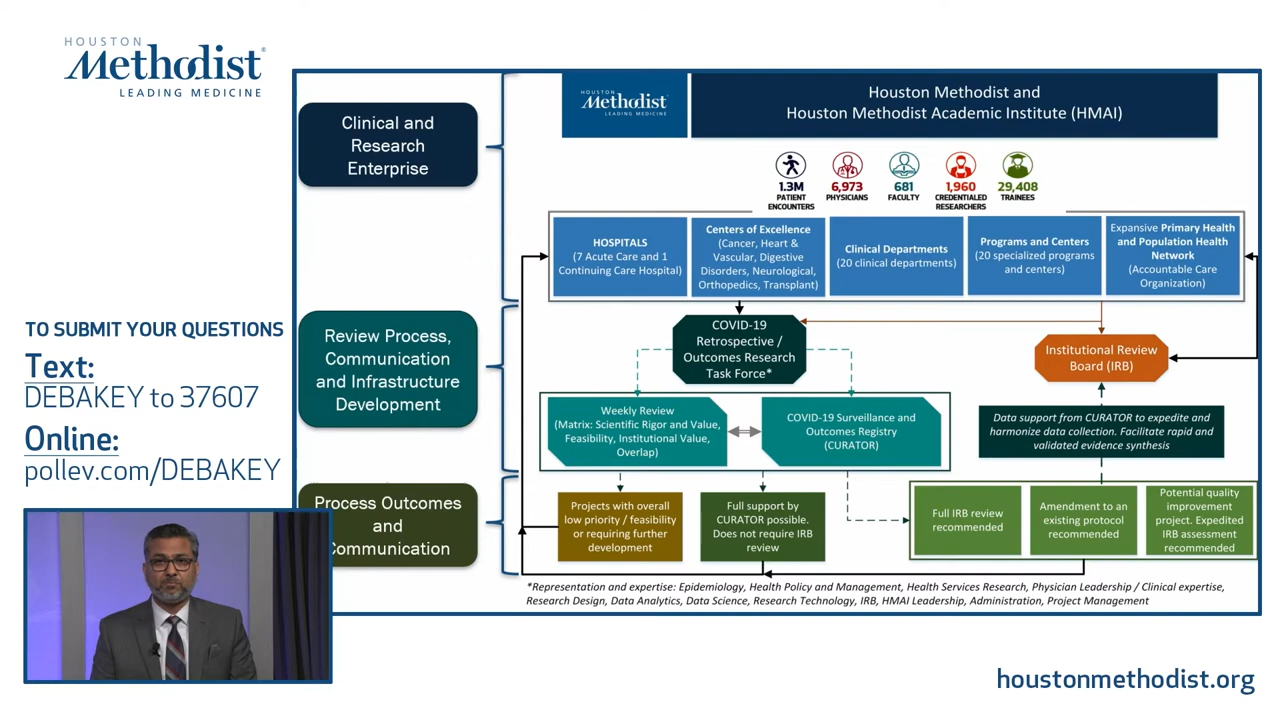 HOUSTON
Methodist
LEADING MEDICINE
TO SUBMIT YOUR QUESTIONS
Text:
DEBAKEY to 37607
Online:
pollev.com/DEBAKEY
Clinical and
Research
Enterprise
Review Process,
Communication
and Infrastructure
Development
Process Outcomes
and
Communication
HOUSTON
Methodist
LEADING MEDICINE
Houston Methodist and
Houston Methodist Academic Institute (HMAI)
1.3M
PATIENT
ENCOUNTERS
6,973
PHYSICIANS
681
FACULTY
1,960
CREDENTIALED
RESEARCHERS
29,408
TRAINEES
HOSPITALS
(7 Acute Care and 1
Continuing Care Hospital)
Centers of Excellence
(Cancer, Heart &
Vascular, Digestive
Disorders, Neurological,
Orthopedics, Transplant)
Clinical Departments
(20 clinical departments)
Programs and Centers
(20 specialized programs
and centers)
Expansive Primary Health
and Population Health
Network
(Accountable Care
Organization)
COVID-19
Retrospective /
Outcomes Research
Task Force*
Institutional Review
Board (IRB)
Weekly Review
(Matrix: Scientific Rigor and Value,
Feasibility, Institutional Value,
Overlap)
COVID-19 Surveillance and
Outcomes Registry
(CURATOR)
Data support from CURATOR to expedite and
harmonize data collection. Facilitate rapid and
validated evidence synthesis
Projects with overall
low priority / feasibility
or requiring further
development
Full support by
CURATOR possible.
Does not require IRB
review
Full IRB review
recommended
Amendment to an
existing protocol
recommended
Potential quality
improvement
project. Expedited
IRB assessment
recommended
*Representation and expertise: Epidemiology, Health Policy and Management, Health Services Research, Physician Leadership / Clinical expertise,
Research Design, Data Analytics, Data Science, Research Technology, IRB, HMAI Leadership, Administration, Project Management
houstonmethodist.org